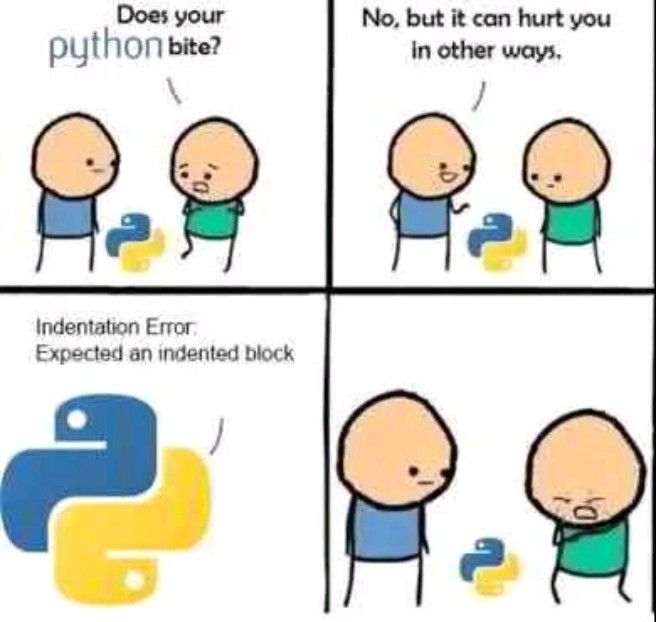 Does your
python bite?
No, but it can hurt you
in other ways.
Indentation Error:
Expected an indented block